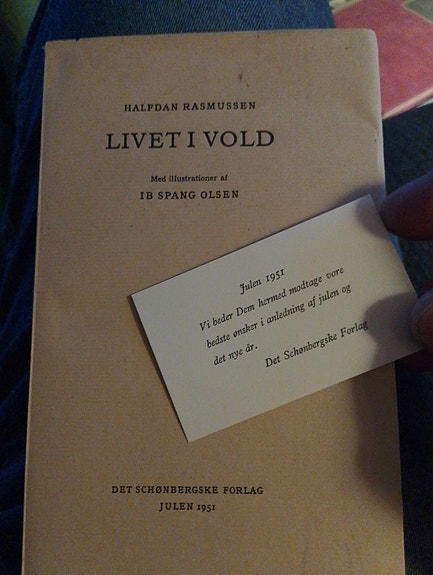 HALFDAN RASMUSSEN
LIVET I VOLD
Med illustrationer af
IB SPANG OLSEN
Julen 1951
Vi beder Dem hermed modtage vore
bedste ønsker i anledning af julen og
det nye år.
Det Schønbergske Forlag
DET SCHØNBERGSKE FORLAG
JULEN 1951